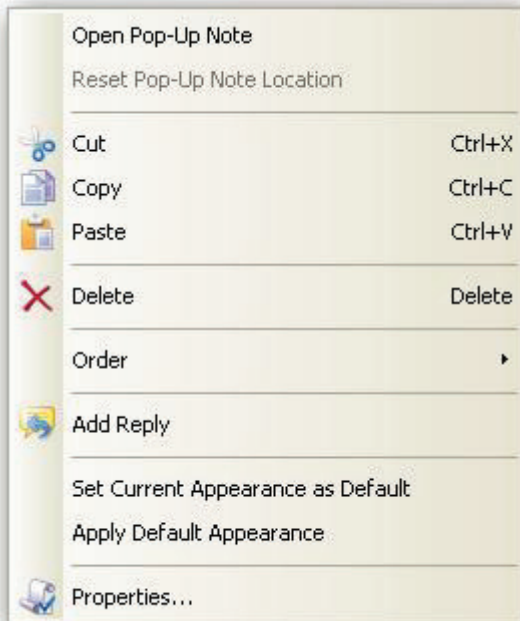 Open Pop-Up Note
Reset Pop-Up Note Location
Cut Ctrl+X
Copy Ctrl+C
Paste Ctrl+V
Delete Delete
Order
Add Reply
Set Current Appearance as Default
Apply Default Appearance
Properties...